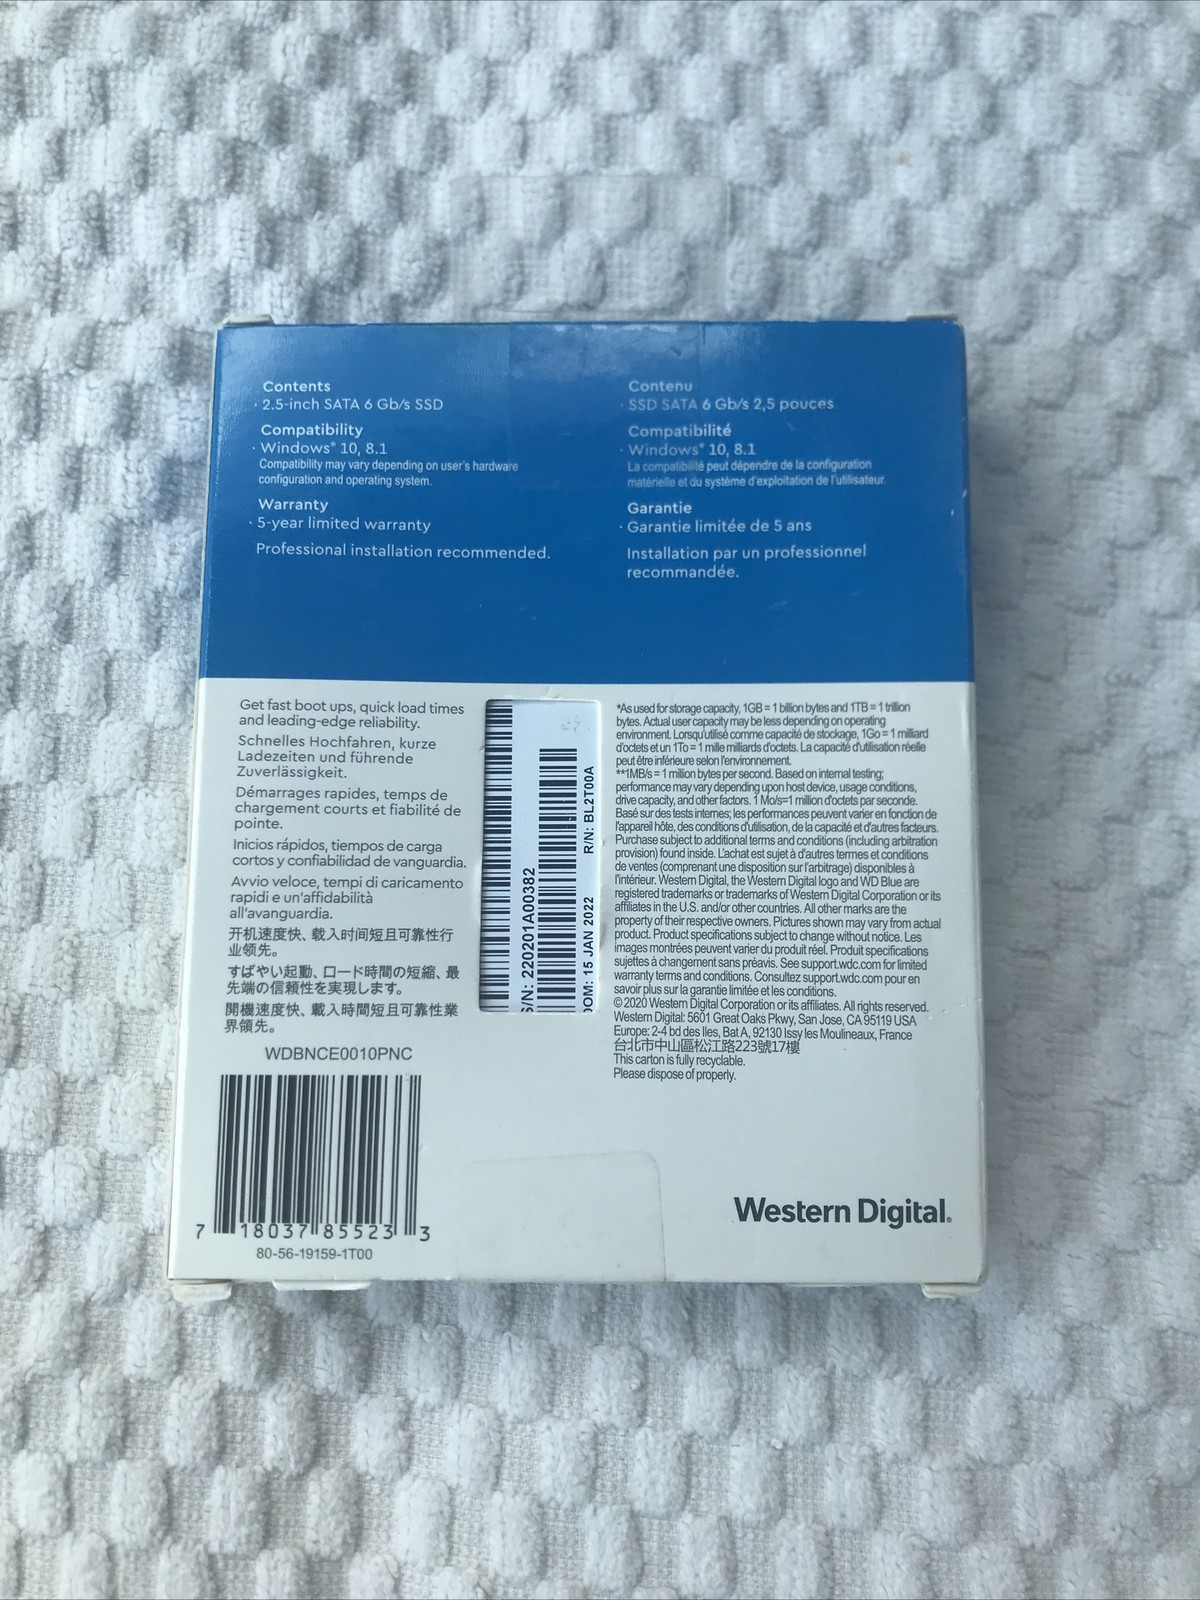 Contents
· 2.5-inch SATA 6 Gb/s SSD
Compatibility
· Windows® 10, 8.1
Compatibility may vary depending on user's hardware
configuration and operating system.
Warranty
· 5-year limited warranty
Professional installation recommended.
Contenu
· SSD SATA 6 Gb/s 2,5 pouces
Compatibilité
· Windows® 10, 8.1
La compatibilité peut dépendre de la configuration
matérielle et du système d'exploitation de l'utilisateur.
Garantie
· Garantie limitée de 5 ans
Installation par un professionnel
recommandée.
Get fast boot ups, quick load times
and leading-edge reliability.
Schnelles Hochfahren, kurze
Ladezeiten und führende
Zuverlässigkeit.
Démarrages rapides, temps de
chargement courts et fiabilité de
pointe.
Inicios rápidos, tiempos de carga
cortos y confiabilidad de vanguardia.
Avvio veloce, tempi di caricamento
rapidi e un'affidabilità
all'avanguardia.
开机速度快、载入时间短且可靠性行
业领先。
すばやい起動、ロード時間の短縮、最
先端の信頼性を実現します。
開機速度快、載入時間短且可靠性業
界領先。
WDBNCE0010PNC
7 18037 85523 3
80-56-19159-1T00
S/N: 220201A00382
DOM: 15 JAN 2022
R/N: BL2T00A
*As used for storage capacity, 1GB = 1 billion bytes and 1TB = 1 trillion
bytes. Actual user capacity may be less depending on operating
environment. Lorsqu'utilisé comme capacité de stockage, 1Go = 1 milliard
d'octets et un 1To = 1 mille milliards d'octets. La capacité d'utilisation réelle
peut être inférieure selon l'environnement.
**1MB/s = 1 million bytes per second. Based on internal testing;
performance may vary depending upon host device, usage conditions,
drive capacity, and other factors. 1 Mo/s=1 million d'octets par seconde.
Basé sur des tests internes; les performances peuvent varier en fonction de
l'appareil hôte, des conditions d'utilisation, de la capacité et d'autres facteurs.
Purchase subject to additional terms and conditions (including arbitration
provision) found inside. L'achat est sujet à d'autres termes et conditions
de ventes (comprenant une disposition sur l'arbitrage) disponibles à
l'intérieur. Western Digital, the Western Digital logo and WD Blue are
registered trademarks or trademarks of Western Digital Corporation or its
affiliates in the U.S. and/or other countries. All other marks are the
property of their respective owners. Pictures shown may vary from actual
product. Product specifications subject to change without notice. Les
images montrées peuvent varier du produit réel. Produit specifications
sujettes à changement sans préavis. See support.wdc.com for limited
warranty terms and conditions. Consultez support.wdc.com pour en
savoir plus sur la garantie limitée et les conditions.
© 2020 Western Digital Corporation or its affiliates. All rights reserved.
Western Digital: 5601 Great Oaks Pkwy, San Jose, CA 95119 USA
Europe: 2-4 bd des Iles, Bat A, 92130 Issy les Moulineaux, France
台北市中山區松江路223號17樓
This carton is fully recyclable.
Please dispose of properly.
Western Digital®